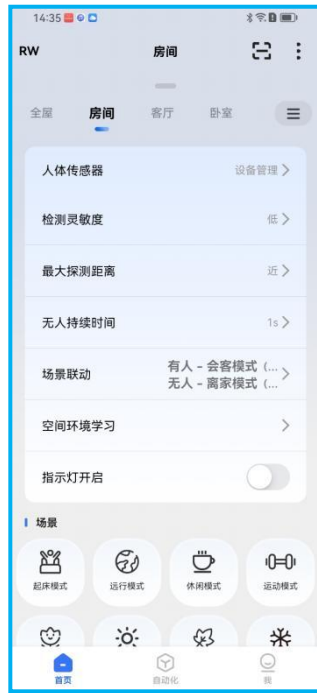 14:35
RW
房间
全屋 房间 客厅 卧室
人体传感器 设备管理
检测灵敏度 低
最大探测距离 近
无人持续时间 1s
场景联动 有人 - 会客模式 (...
无人 - 离家模式 (...
空间环境学习
指示灯开启
场景
起床模式 远行模式 休闲模式 运动模式
首页 自动化 我